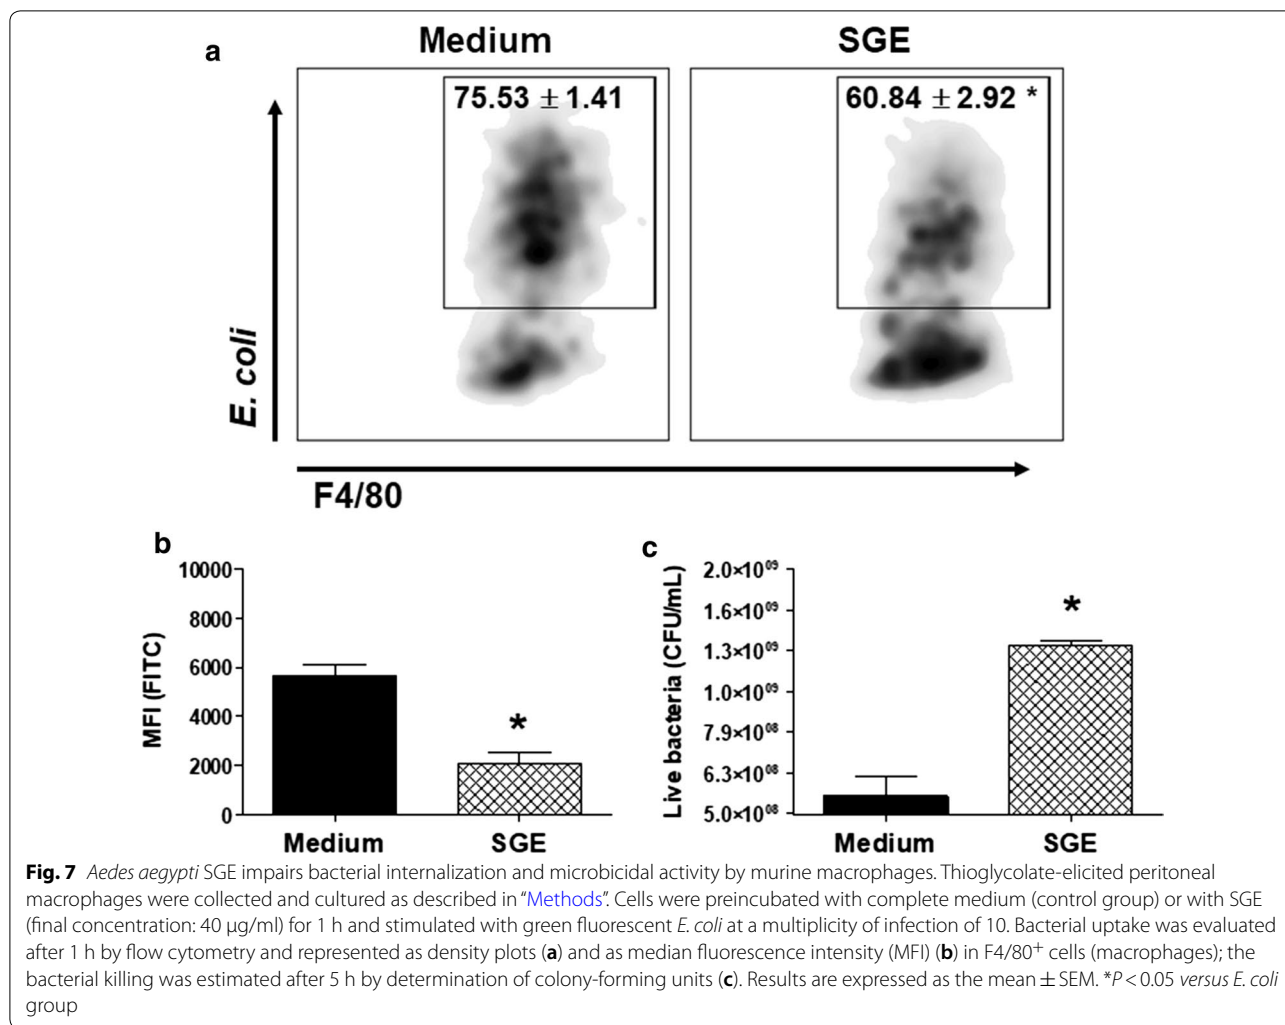 a
Medium
SGE
75.53 ± 1.41
60.84 ± 2.92 *
E. coli
F4/80
b
10000
8000
6000
4000
2000
0
MFI (FITC)
*
Medium
SGE
c
2.0×10⁰⁹
1.6×10⁰⁹
1.3×10⁰⁹
1.0×10⁰⁹
7.9×10⁰⁸
6.3×10⁰⁸
5.0×10⁰⁸
Live bacteria (CFU/mL)
*
Medium
SGE
Fig. 7 Aedes aegypti SGE impairs bacterial internalization and microbicidal activity by murine macrophages. Thioglycolate-elicited peritoneal
macrophages were collected and cultured as described in “Methods”. Cells were preincubated with complete medium (control group) or with SGE
(final concentration: 40 µg/ml) for 1 h and stimulated with green fluorescent E. coli at a multiplicity of infection of 10. Bacterial uptake was evaluated
after 1 h by flow cytometry and represented as density plots (a) and as median fluorescence intensity (MFI) (b) in F4/80⁺ cells (macrophages); the
bacterial killing was estimated after 5 h by determination of colony-forming units (c). Results are expressed as the mean ± SEM. *P < 0.05 versus E. coli
group